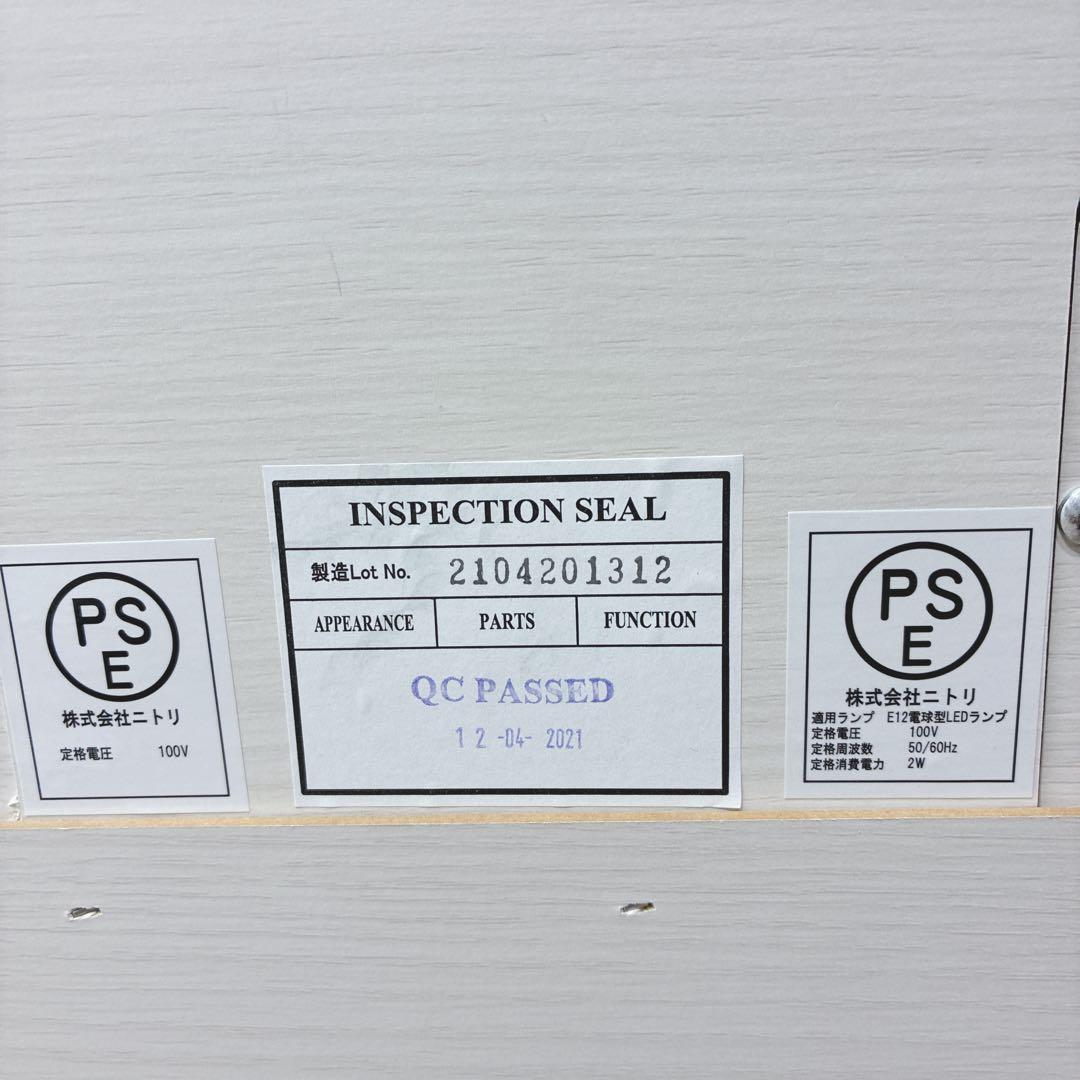 PS
E
株式会社ニトリ
定格電圧 100V
INSPECTION SEAL
製造Lot No. 2104201312
APPEARANCE PARTS FUNCTION
QC PASSED
12-04-2021
PS
E
株式会社ニトリ
適用ランプ E12電球型LEDランプ
定格電圧 100V
定格周波数 50/60Hz
定格消費電力 2W